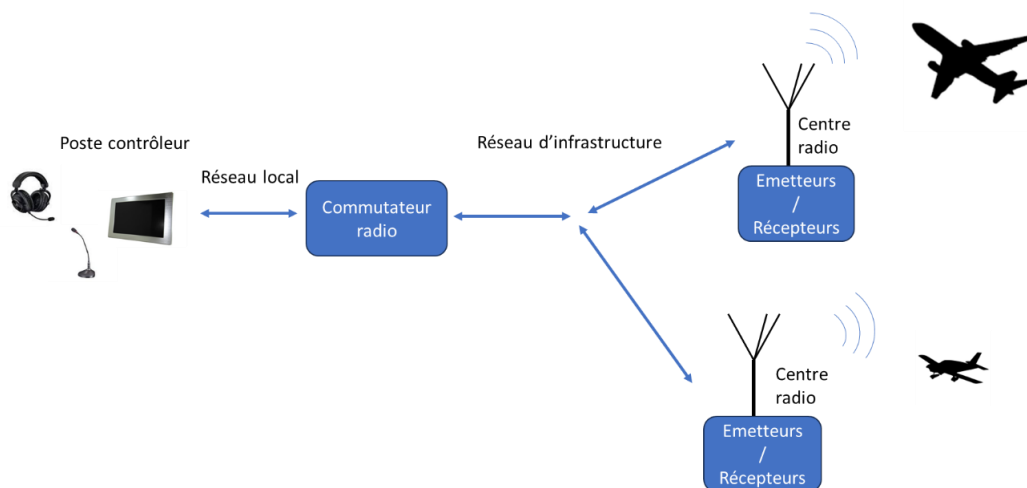 Poste contrôleur
Réseau local
Commutateur
radio
Réseau d'infrastructure
Centre
radio
Emetteurs
/
Récepteurs
Centre
radio
Emetteurs
/
Récepteurs